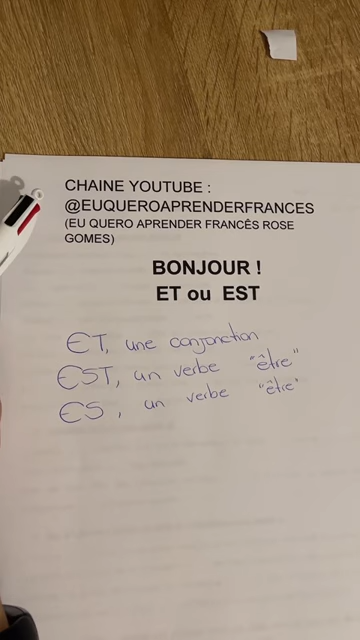 CHAINE YOUTUBE :
@EUQUEROAPRENDERFRANCES
(EU QUERO APRENDER FRANCÊS ROSE
GOMES)
BONJOUR !
ET ou EST
ET, une conjonction
EST, un verbe "être"
ES, un verbe "être"